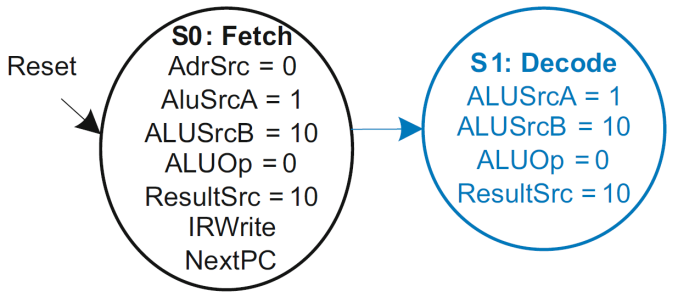 Reset
S0: Fetch
AdrSrc = 0
AluSrcA = 1
ALUSrcB = 10
ALUOp = 0
ResultSrc = 10
IRWrite
NextPC
S1: Decode
ALUSrcA = 1
ALUSrcB = 10
ALUOp = 0
ResultSrc = 10